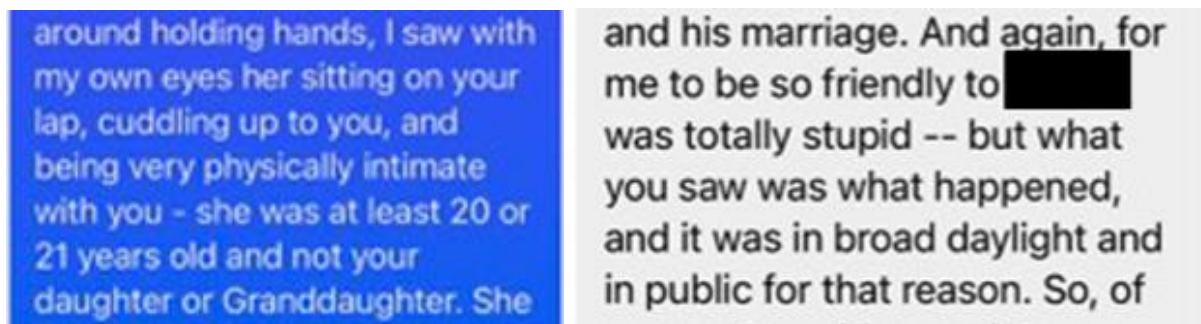 around holding hands, I saw with
my own eyes her sitting on your
lap, cuddling up to you, and
being very physically intimate
with you - she was at least 20 or
21 years old and not your
daughter or Granddaughter. She
and his marriage. And again, for
me to be so friendly to
was totally stupid -- but what
you saw was what happened,
and it was in broad daylight and
in public for that reason. So, of